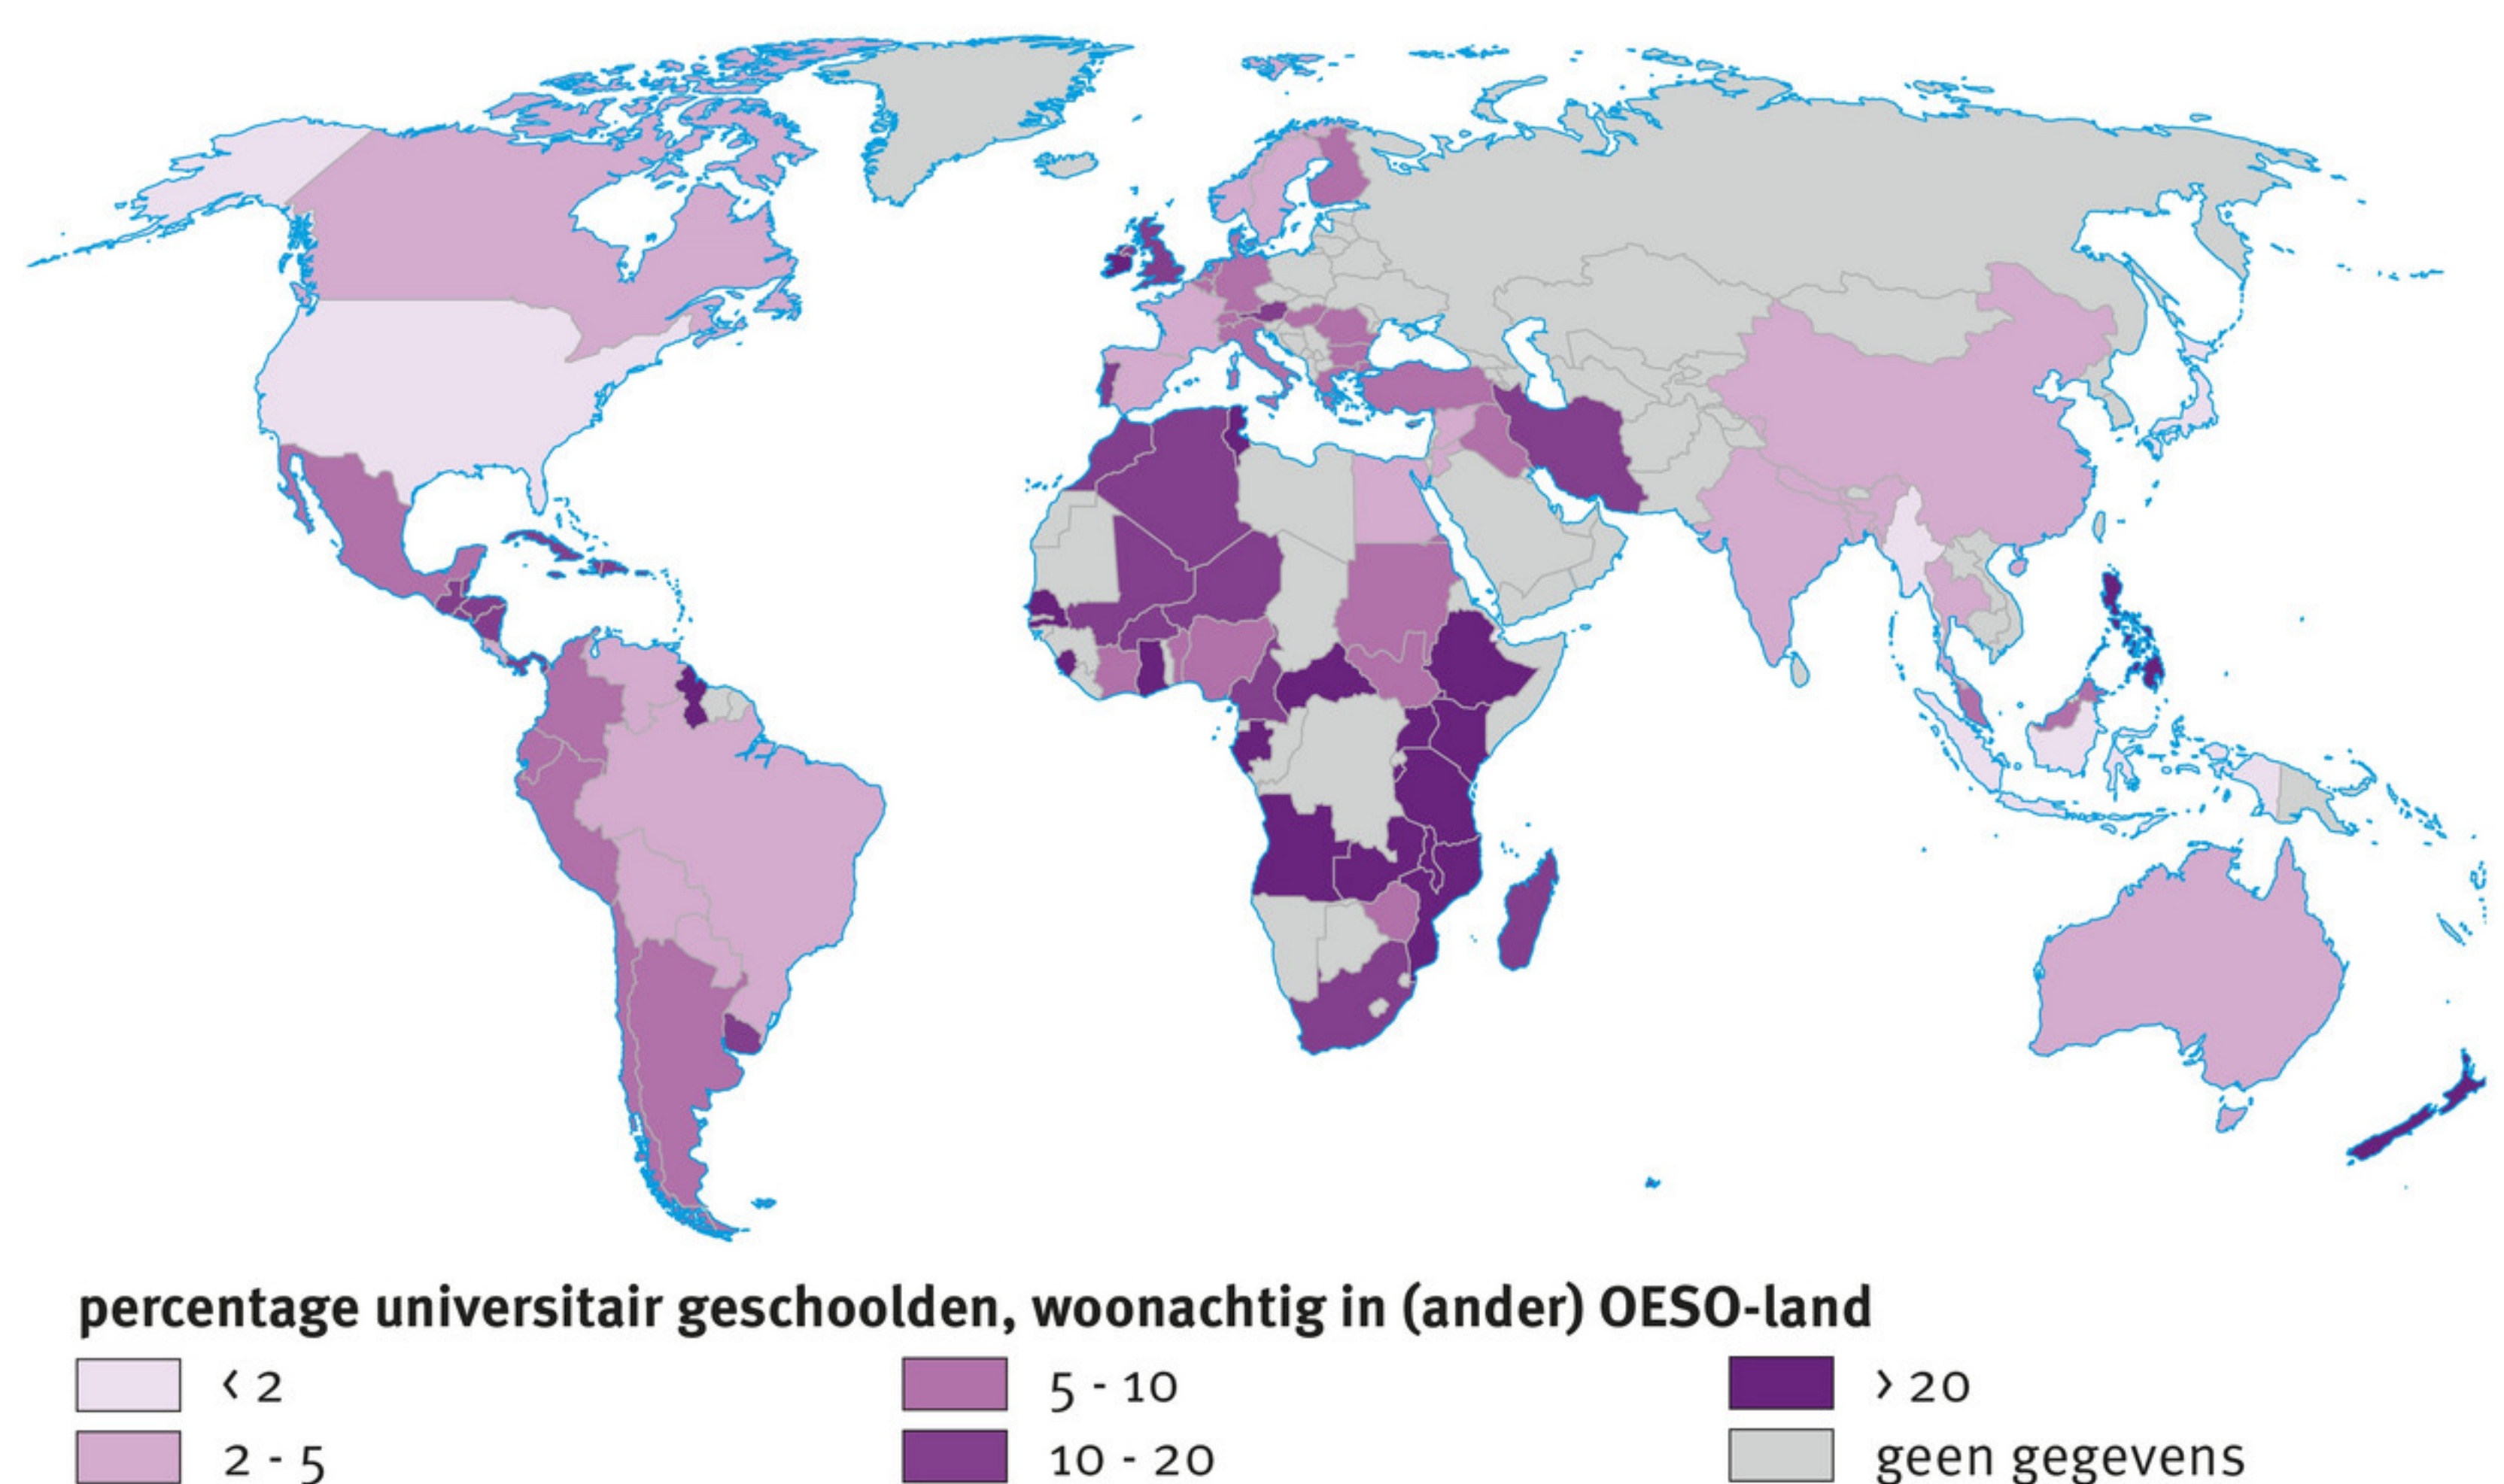 percentage universitair geschoolden, woonachtig in (ander) OESO-land
< 2
5 - 10
> 20
2 - 5
10 - 20
geen gegevens